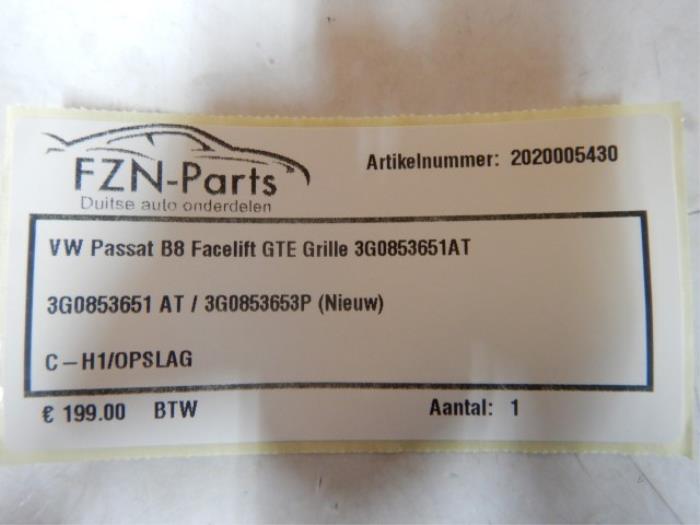 FZN-Parts
Duitse auto onderdelen
Artikelnummer: 2020005430
VW Passat B8 Facelift GTE Grille 3G0853651AT
3G0853651 AT / 3G0853653P (Nieuw)
C-H1/OPSLAG
€ 199.00 BTW Aantal: 1